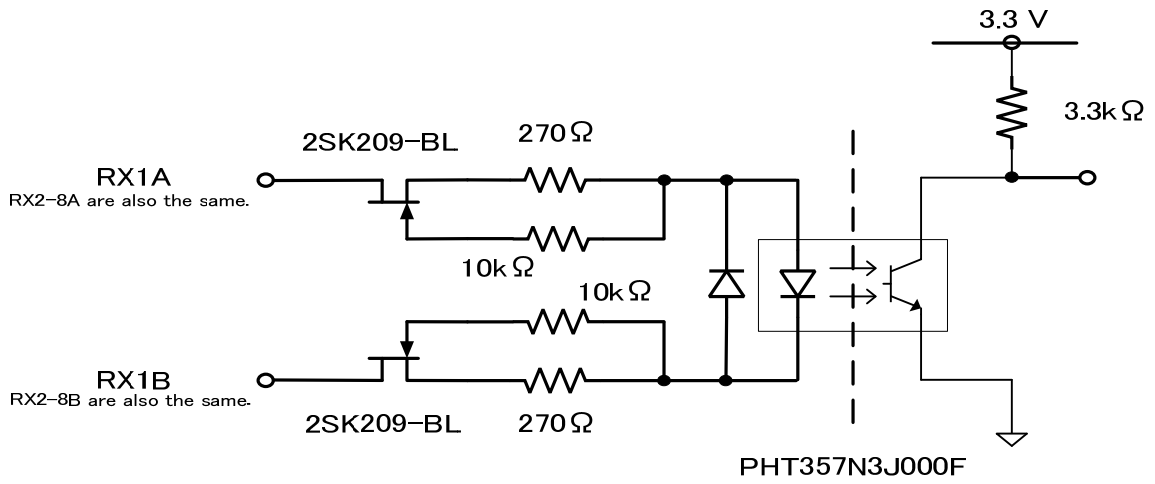 3.3 V
3.3kΩ
270Ω
2SK209-BL
RX1A
RX2-8A are also the same.
10kΩ
10kΩ
RX1B
RX2-8B are also the same.
2SK209-BL
270Ω
PHT357N3J000F